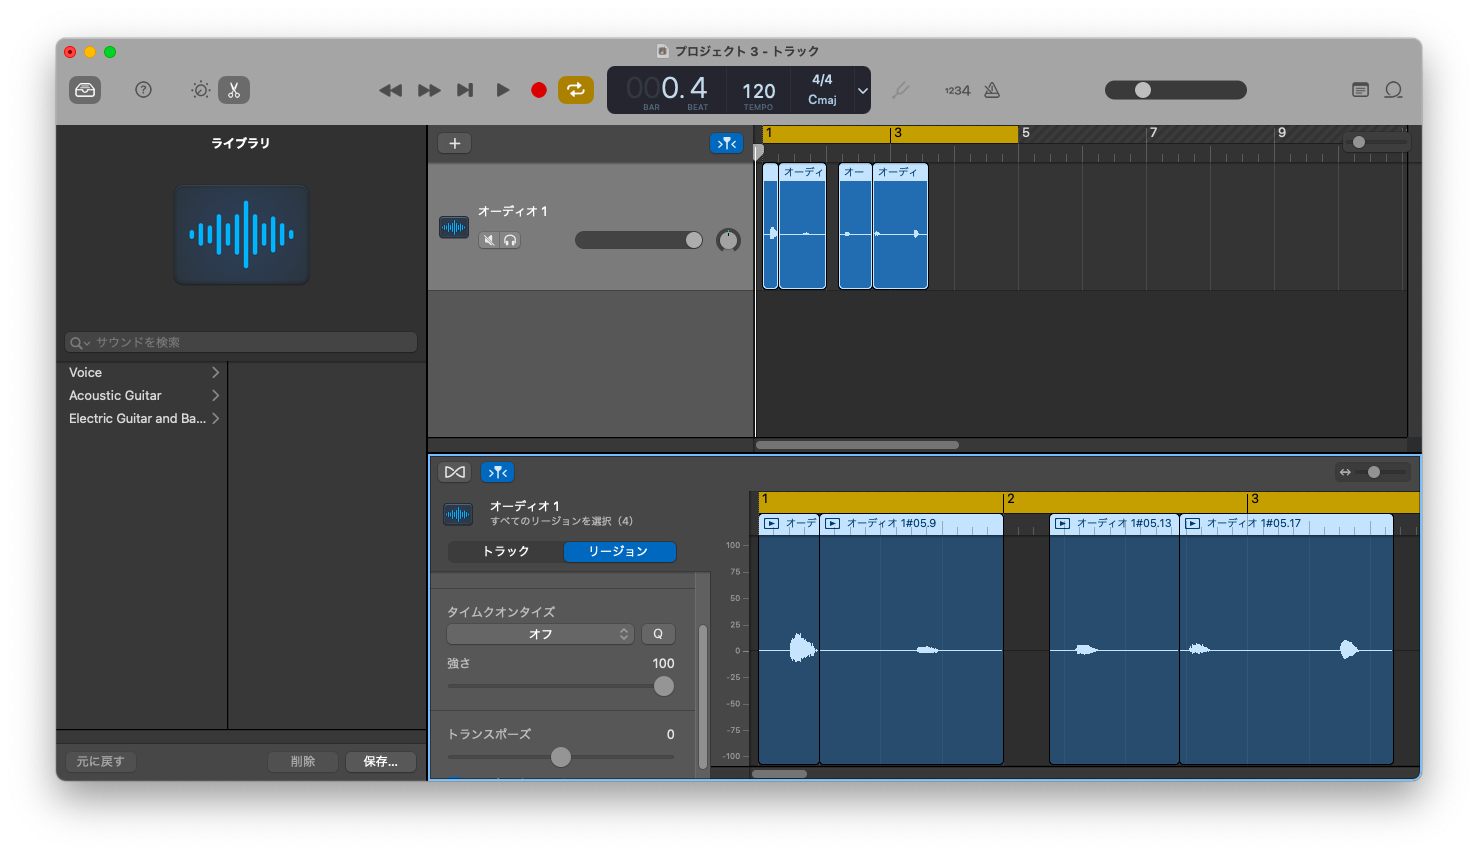 プロジェクト 3 - トラック
000.4
BAR
BEAT
120
TEMPO
4/4
Cmaj
1234
ライブラリ
サウンドを検索
Voice
Acoustic Guitar
Electric Guitar and Ba...
元に戻す
削除
保存...
1
3
5
7
9
オーディオ 1
オーディ
オー
オーディ
オーディオ 1
すべてのリージョンを選択（4）
トラック
リージョン
タイムクオンタイズ
オフ
Q
強さ
100
トランスポーズ
0
1
2
3
オーデ
オーディオ 1#05.9
オーディオ 1#05.13
オーディオ 1#05.17
100
75
50
25
0
-25
-50
-75
-100